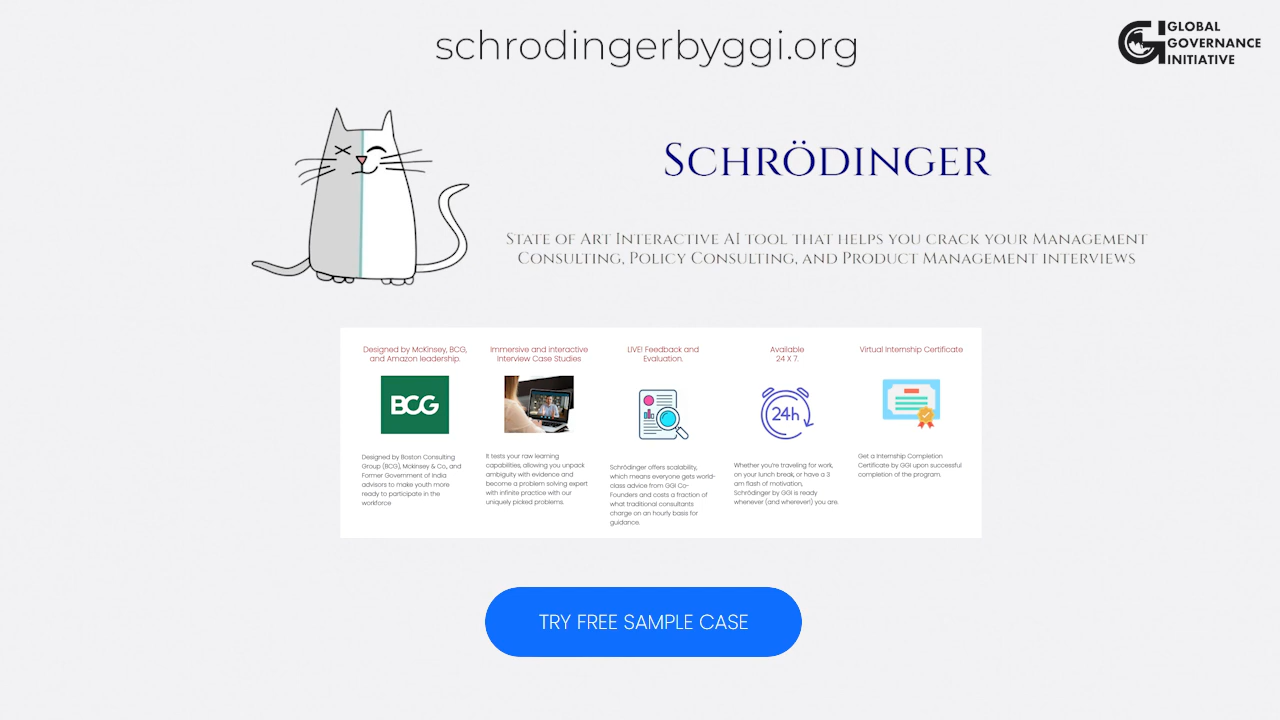 schrodingerbyggi.org
GLOBAL
GOVERNANCE
INITIATIVE
SCHRÖDINGER
STATE OF ART INTERACTIVE AI TOOL THAT HELPS YOU CRACK YOUR MANAGEMENT
CONSULTING, POLICY CONSULTING, AND PRODUCT MANAGEMENT INTERVIEWS
Designed by McKinsey, BCG,
and Amazon leadership.
BCG
Designed by Boston Consulting
Group (BCG), Mckinsey & Co., and
Former Government of India
advisors to make youth more
ready to participate in the
workforce
Immersive and interactive
Interview Case Studies
It tests your raw learning
capabilities, allowing you unpack
ambiguity with evidence and
become a problem solving expert
with infinite practice with our
uniquely picked problems.
LIVE! Feedback and
Evaluation.
Schrödinger offers scalability,
which means everyone gets world-
class advice from GGI Co-
Founders and costs a fraction of
what traditional consultants
charge on an hourly basis for
guidance.
Available
24 X 7.
24h
Whether you're traveling for work,
on your lunch break, or have a 3
am flash of motivation,
Schrödinger by GGI is ready
whenever (and wherever!) you are.
Virtual Internship Certificate
Get a Internship Completion
Certificate by GGI upon successful
completion of the program.
TRY FREE SAMPLE CASE